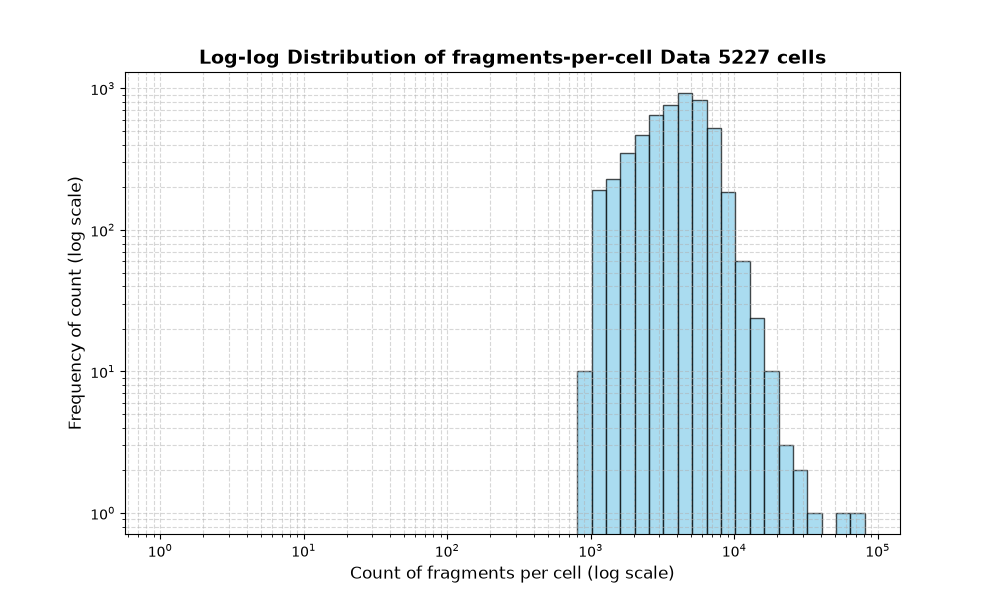 Log-log Distribution of fragments-per-cell Data 5227 cells
Frequency of count (log scale)
10³
10²
10¹
10⁰
10⁰ 10¹ 10² 10³ 10⁴ 10⁵
Count of fragments per cell (log scale)